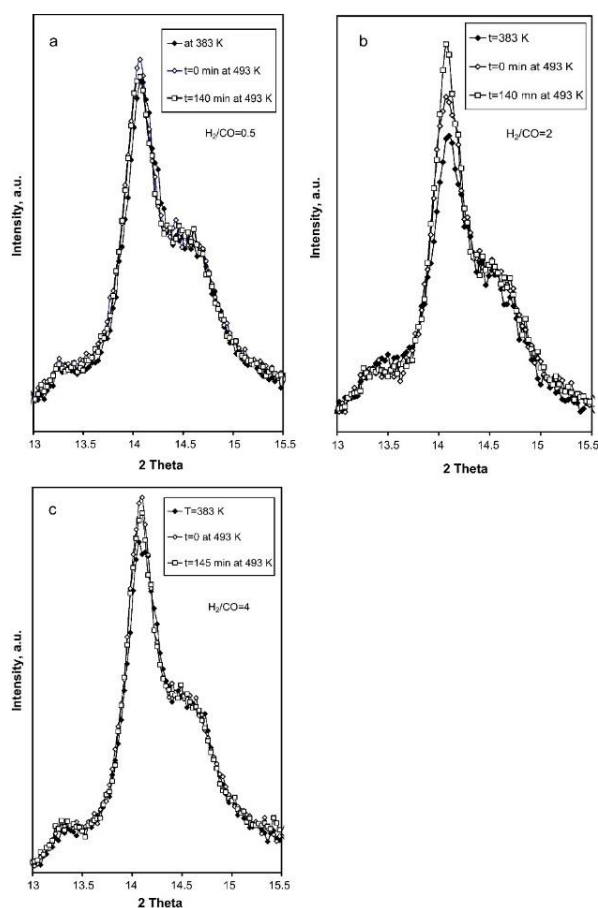 a
at 383 K
t=0 min at 493 K
t=140 min at 493 K
H2/CO=0.5
Intensity, a.u.
13 13.5 14 14.5 15 15.5
2 Theta
b
t=383 K
t=0 min at 493 K
t=140 mn at 493 K
H2/CO=2
Intensity, a.u.
13 13.5 14 14.5 15 15.5
2 Theta
c
T=383 K
t=0 at 493 K
t=145 min at 493 K
H2/CO=4
Intensity, a.u.
13 13.5 14 14.5 15 15.5
2 Theta